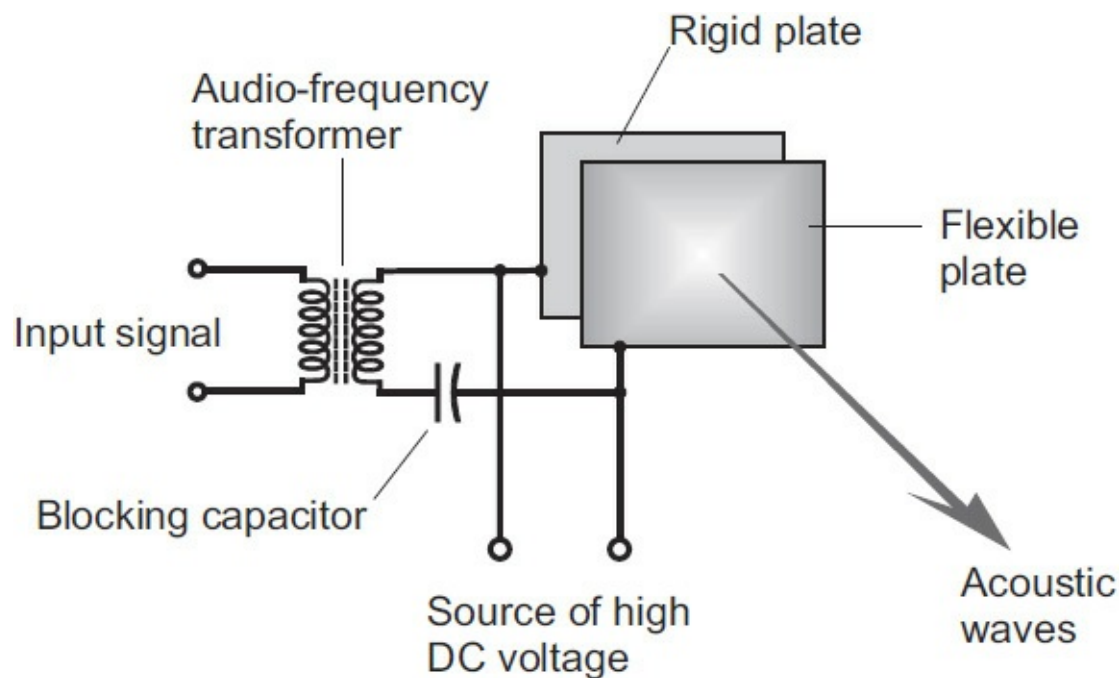 Rigid plate
Audio-frequency
transformer
Flexible
plate
Input signal
Blocking capacitor
Source of high
DC voltage
Acoustic
waves